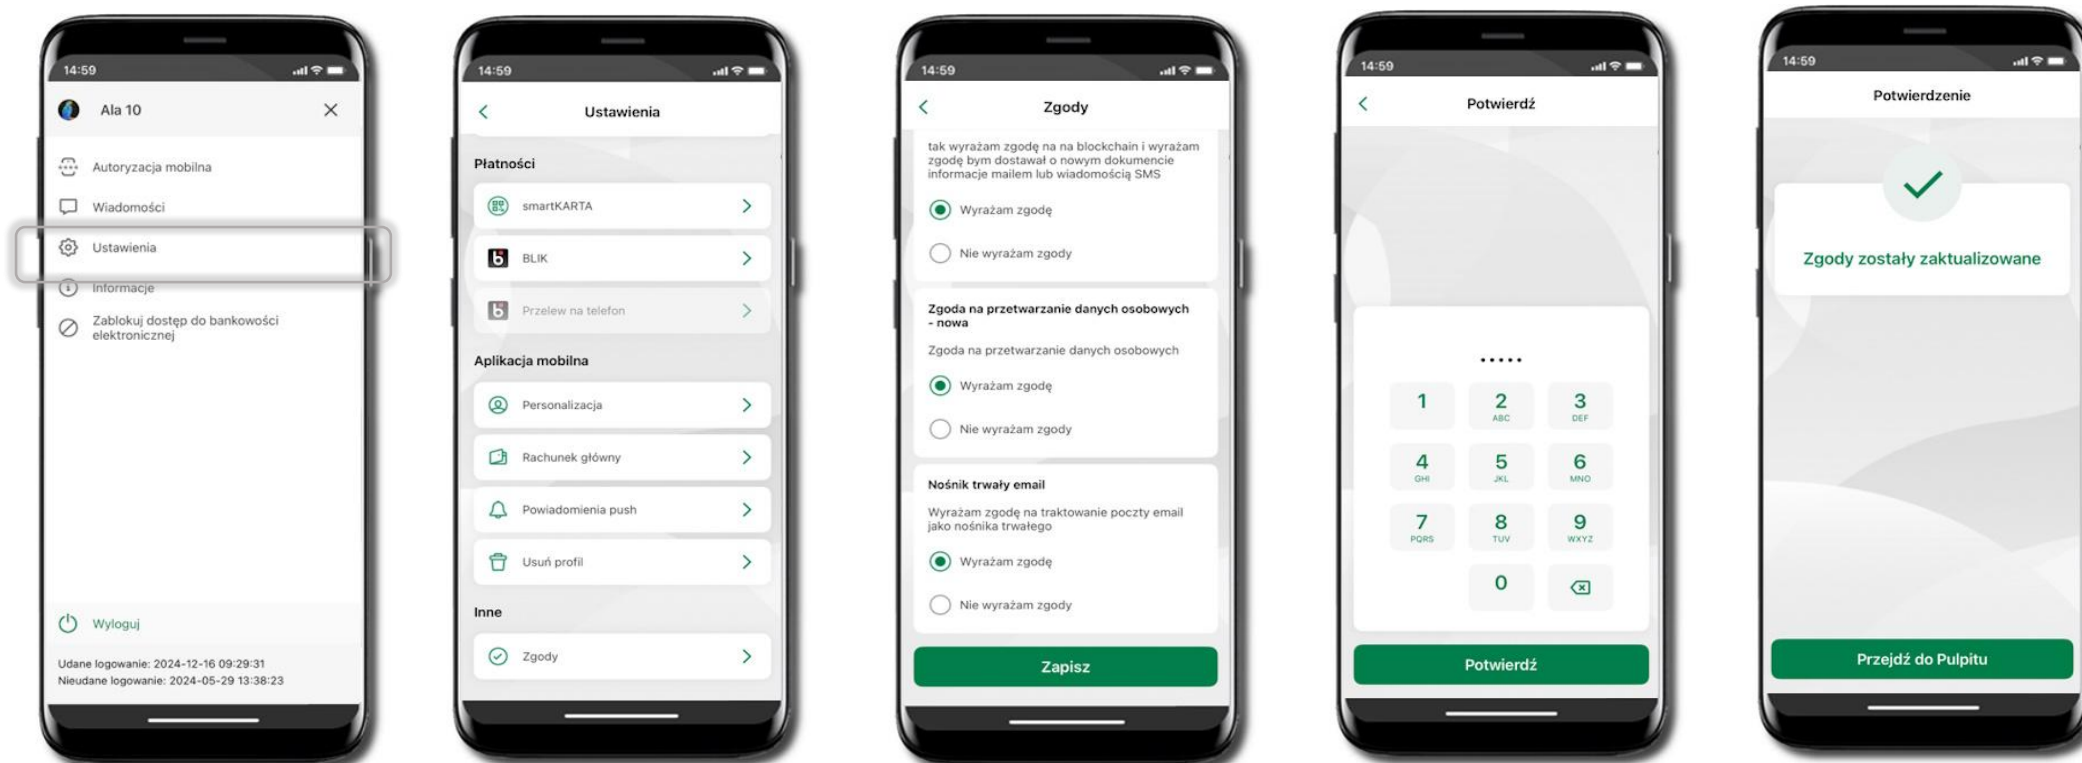 14:59
Ala 10
Autoryzacja mobilna
Wiadomości
Ustawienia
Informacje
Zablokuj dostęp do bankowości
elektronicznej
Wyloguj
Udane logowanie: 2024-12-16 09:29:31
Nieudane logowanie: 2024-05-29 13:38:23
14:59
Ustawienia
Płatności
smartKARTA
BLIK
Przelew na telefon
Aplikacja mobilna
Personalizacja
Rachunek główny
Powiadomienia push
Usuń profil
Inne
Zgody
14:59
Zgody
tak wyrażam zgodę na na blockchain i wyrażam
zgodę bym dostawał o nowym dokumencie
informacje mailem lub wiadomością SMS
Wyrażam zgodę
Nie wyrażam zgody
Zgoda na przetwarzanie danych osobowych
- nowa
Zgoda na przetwarzanie danych osobowych
Wyrażam zgodę
Nie wyrażam zgody
Nośnik trwały email
Wyrażam zgodę na traktowanie poczty email
jako nośnika trwałego
Wyrażam zgodę
Nie wyrażam zgody
Zapisz
14:59
Potwierdź
1 2 3
ABC DEF
4 5 6
GHI JKL MNO
7 8 9
PQRS TUV WXYZ
0
Potwierdź
14:59
Potwierdzenie
Zgody zostały zaktualizowane
Przejdź do Pulpitu